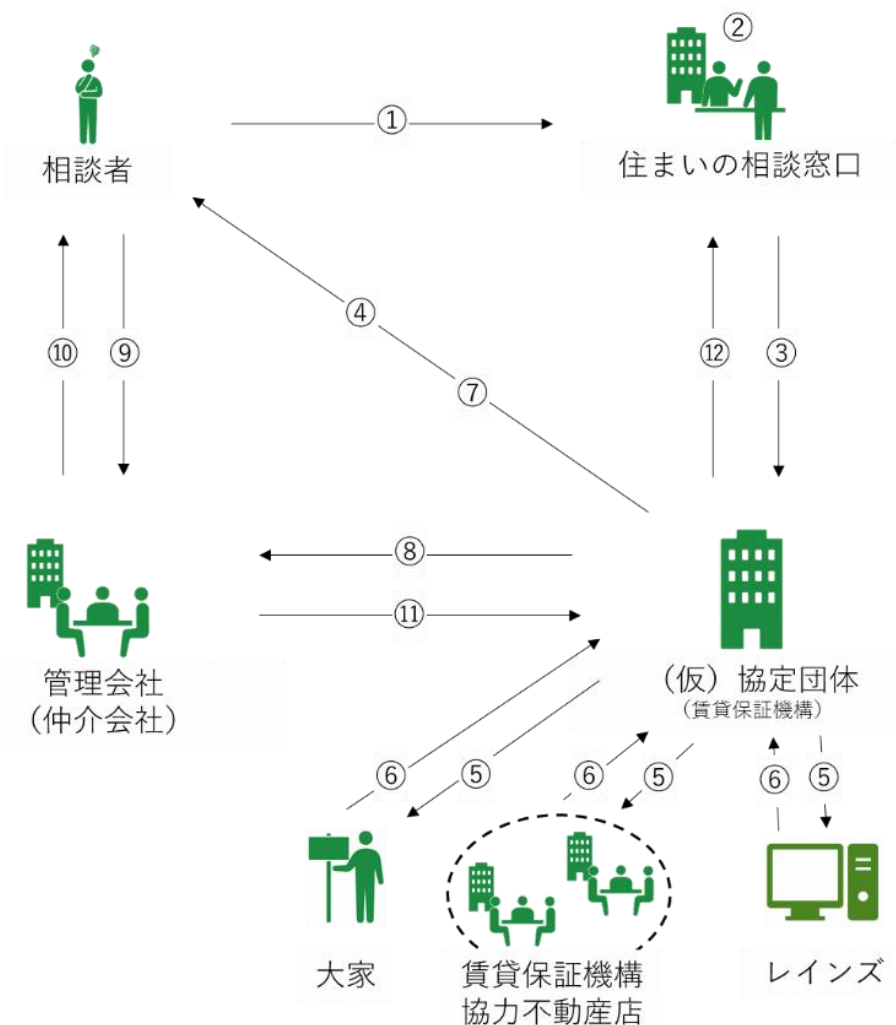 ②
①
相談者
住まいの相談窓口
④
⑩
⑨
⑫
③
⑦
⑧
⑪
管理会社
（仲介会社）
（仮）協定団体
（賃貸保証機構）
⑥
⑤
⑥
⑤
⑥
⑤
大家
賃貸保証機構
協力不動産店
レインズ